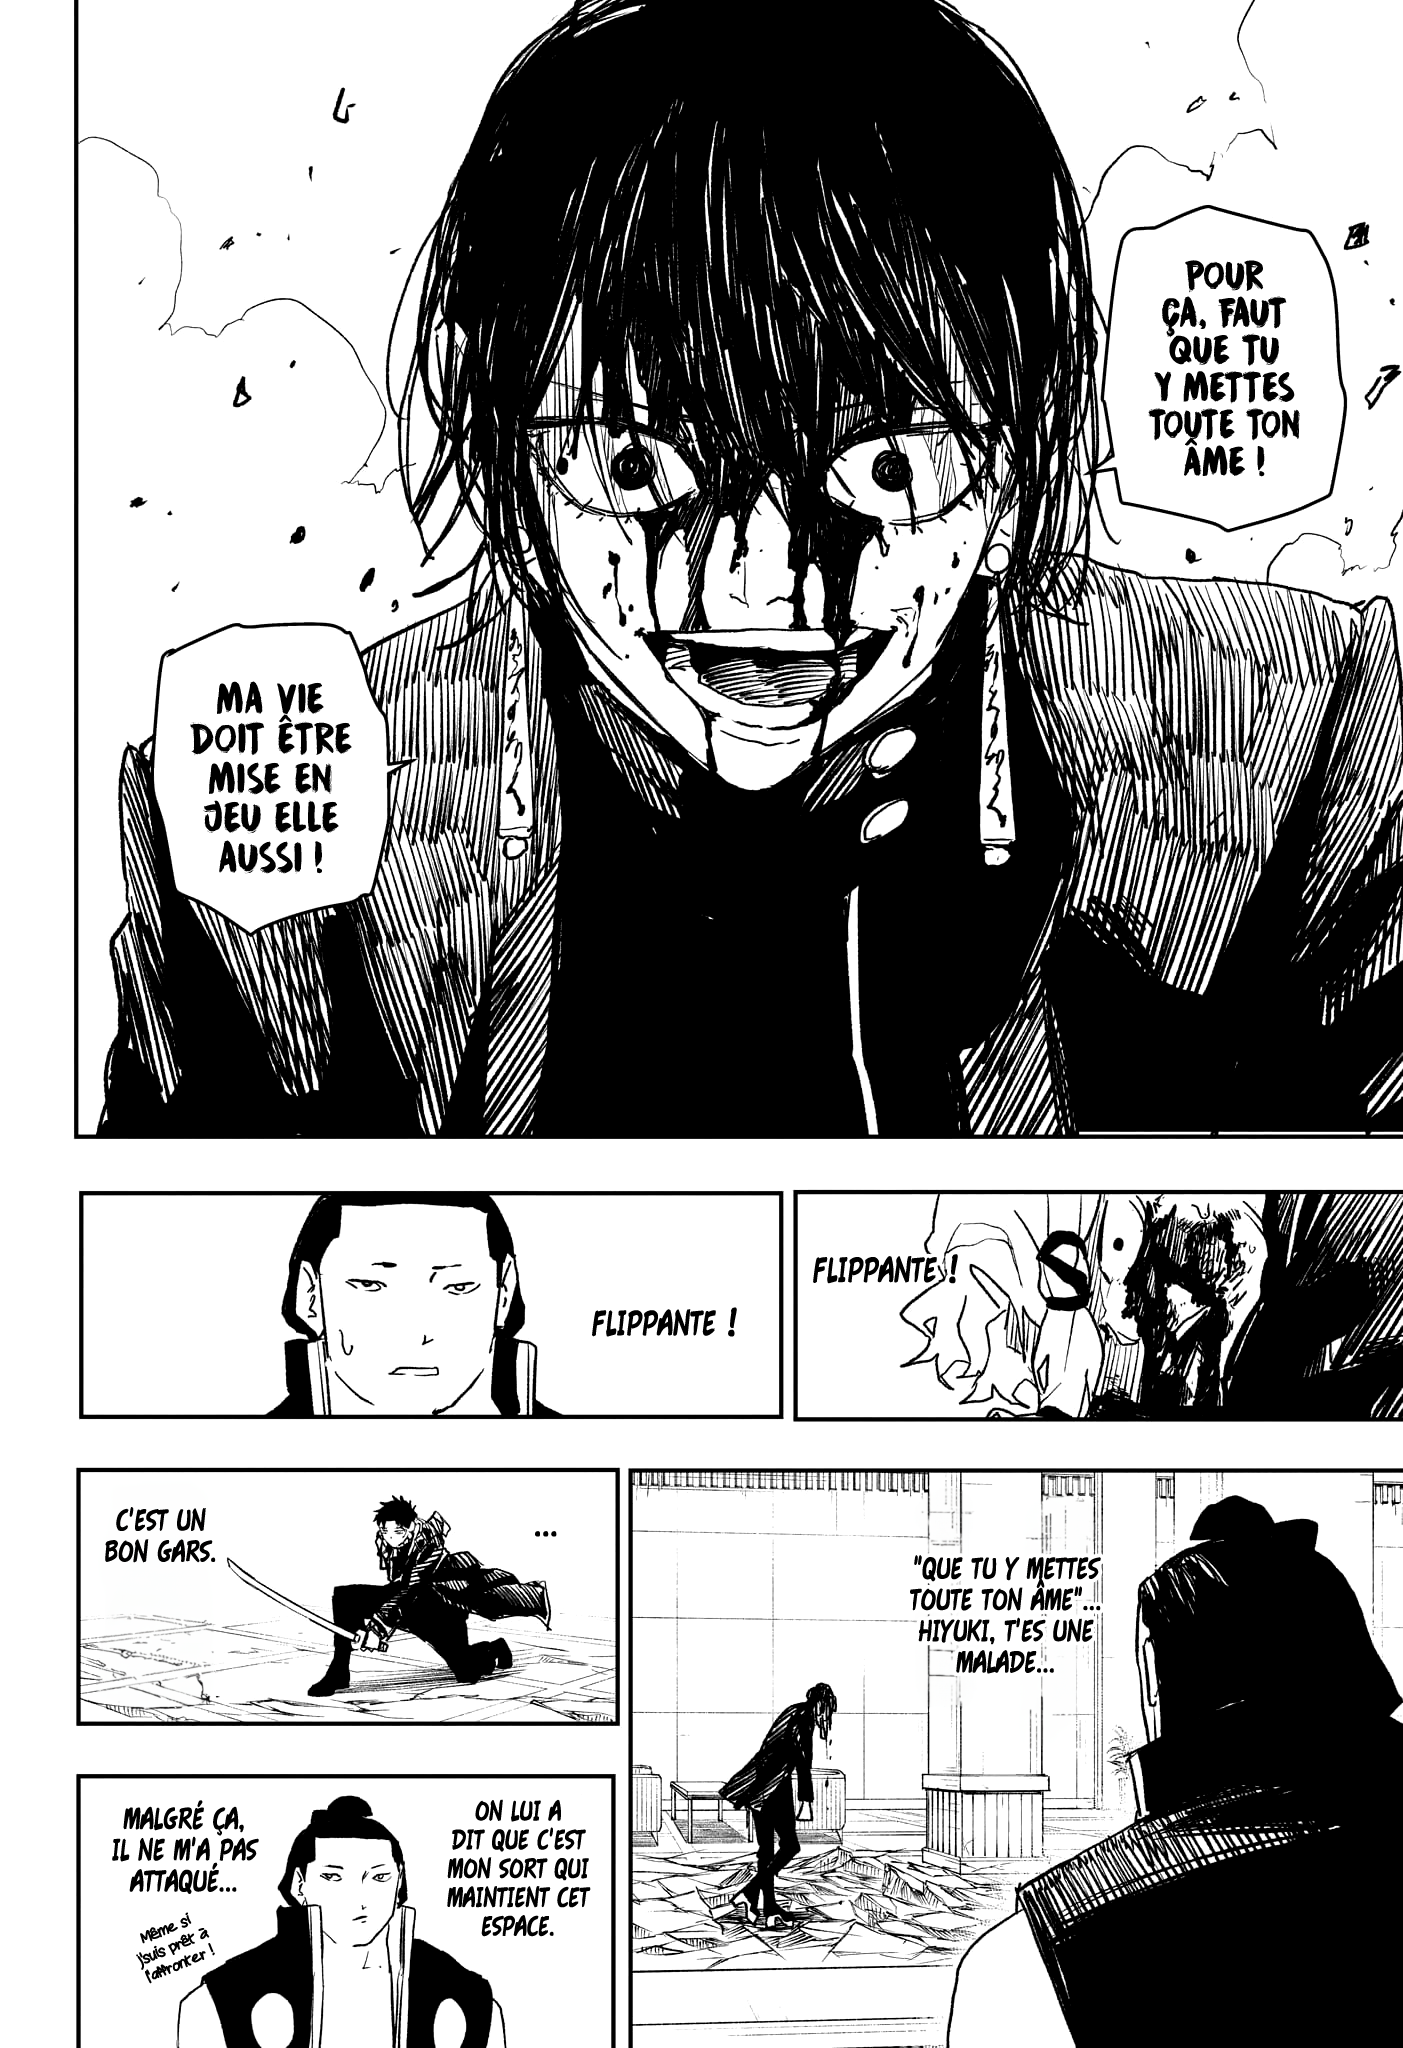 POUR
ÇA, FAUT
QUE TU
Y METTES
TOUTE TON
ÂME !
MA VIE
DOIT ÊTRE
MISE EN
JEU ELLE
AUSSI !
FLIPPANTE !
FLIPPANTE !
"QUE TU Y METTES
TOUTE TON ÂME"...
HIYUKI, T'ES UNE
MALADE...
...
C'EST UN
BON GARS.
ON LUI A
DIT QUE C'EST
MON SORT QUI
MAINTIENT CET
ESPACE.
MALGRÉ ÇA,
IL NE M'A PAS
ATTAQUÉ...
Même si
j'suis prêt à
l'affronter !